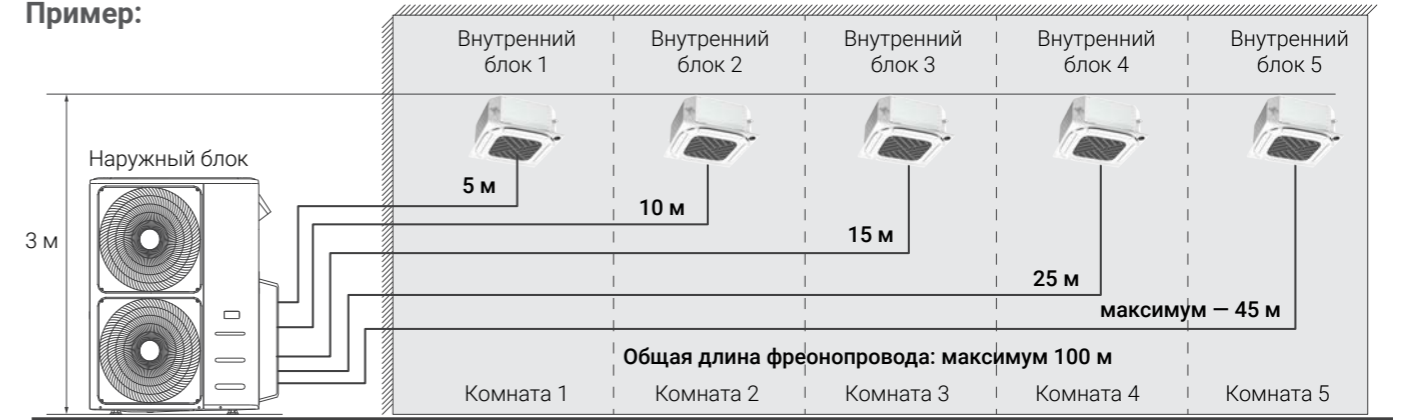 Пример:
Внутренний блок 1
Внутренний блок 2
Внутренний блок 3
Внутренний блок 4
Внутренний блок 5
Наружный блок
3 м
5 м
10 м
15 м
25 м
максимум — 45 м
Общая длина фреонопровода: максимум 100 м
Комната 1
Комната 2
Комната 3
Комната 4
Комната 5